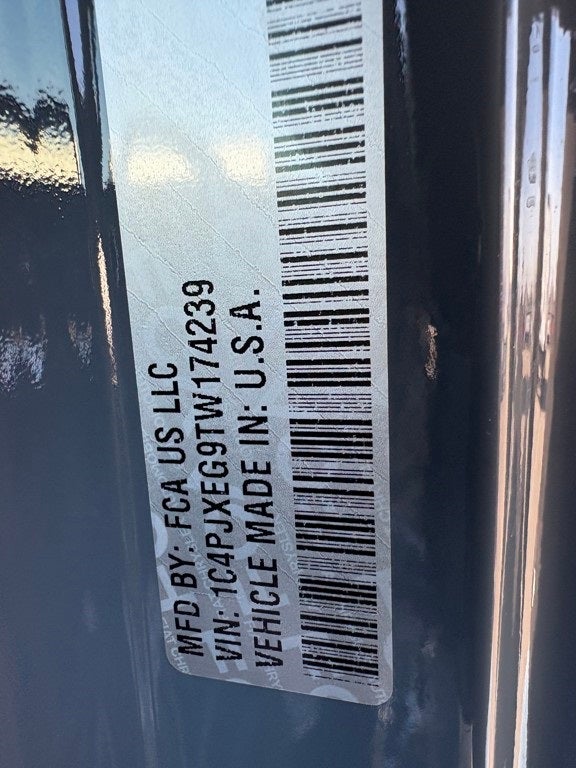 MFD BY: FCA US LLC
VIN: 1C4PJXEG9TW174239
VEHICLE MADE IN: U.S.A.